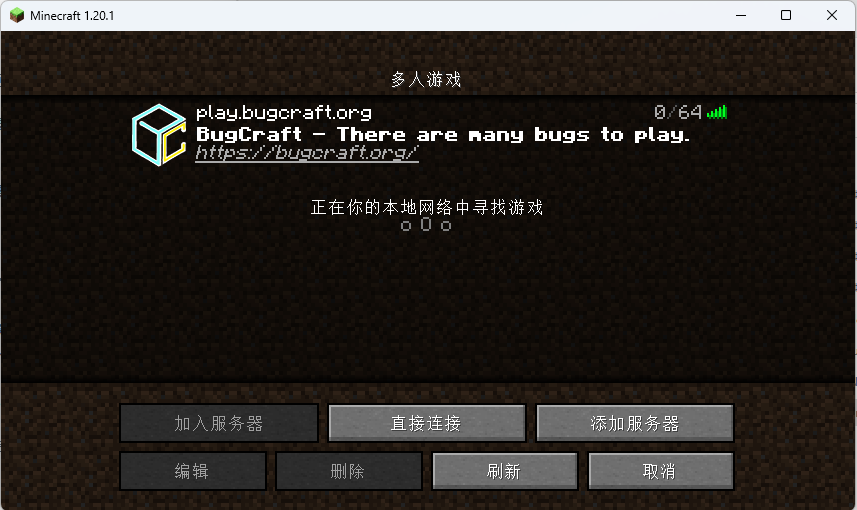 Minecraft 1.20.1
多人游戏
play.bugcraft.org 0/64
BugCraft - There are many bugs to play.
https://bugcraft.org/
正在你的本地网络中寻找游戏
o O o
加入服务器 直接连接 添加服务器
编辑 删除 刷新 取消